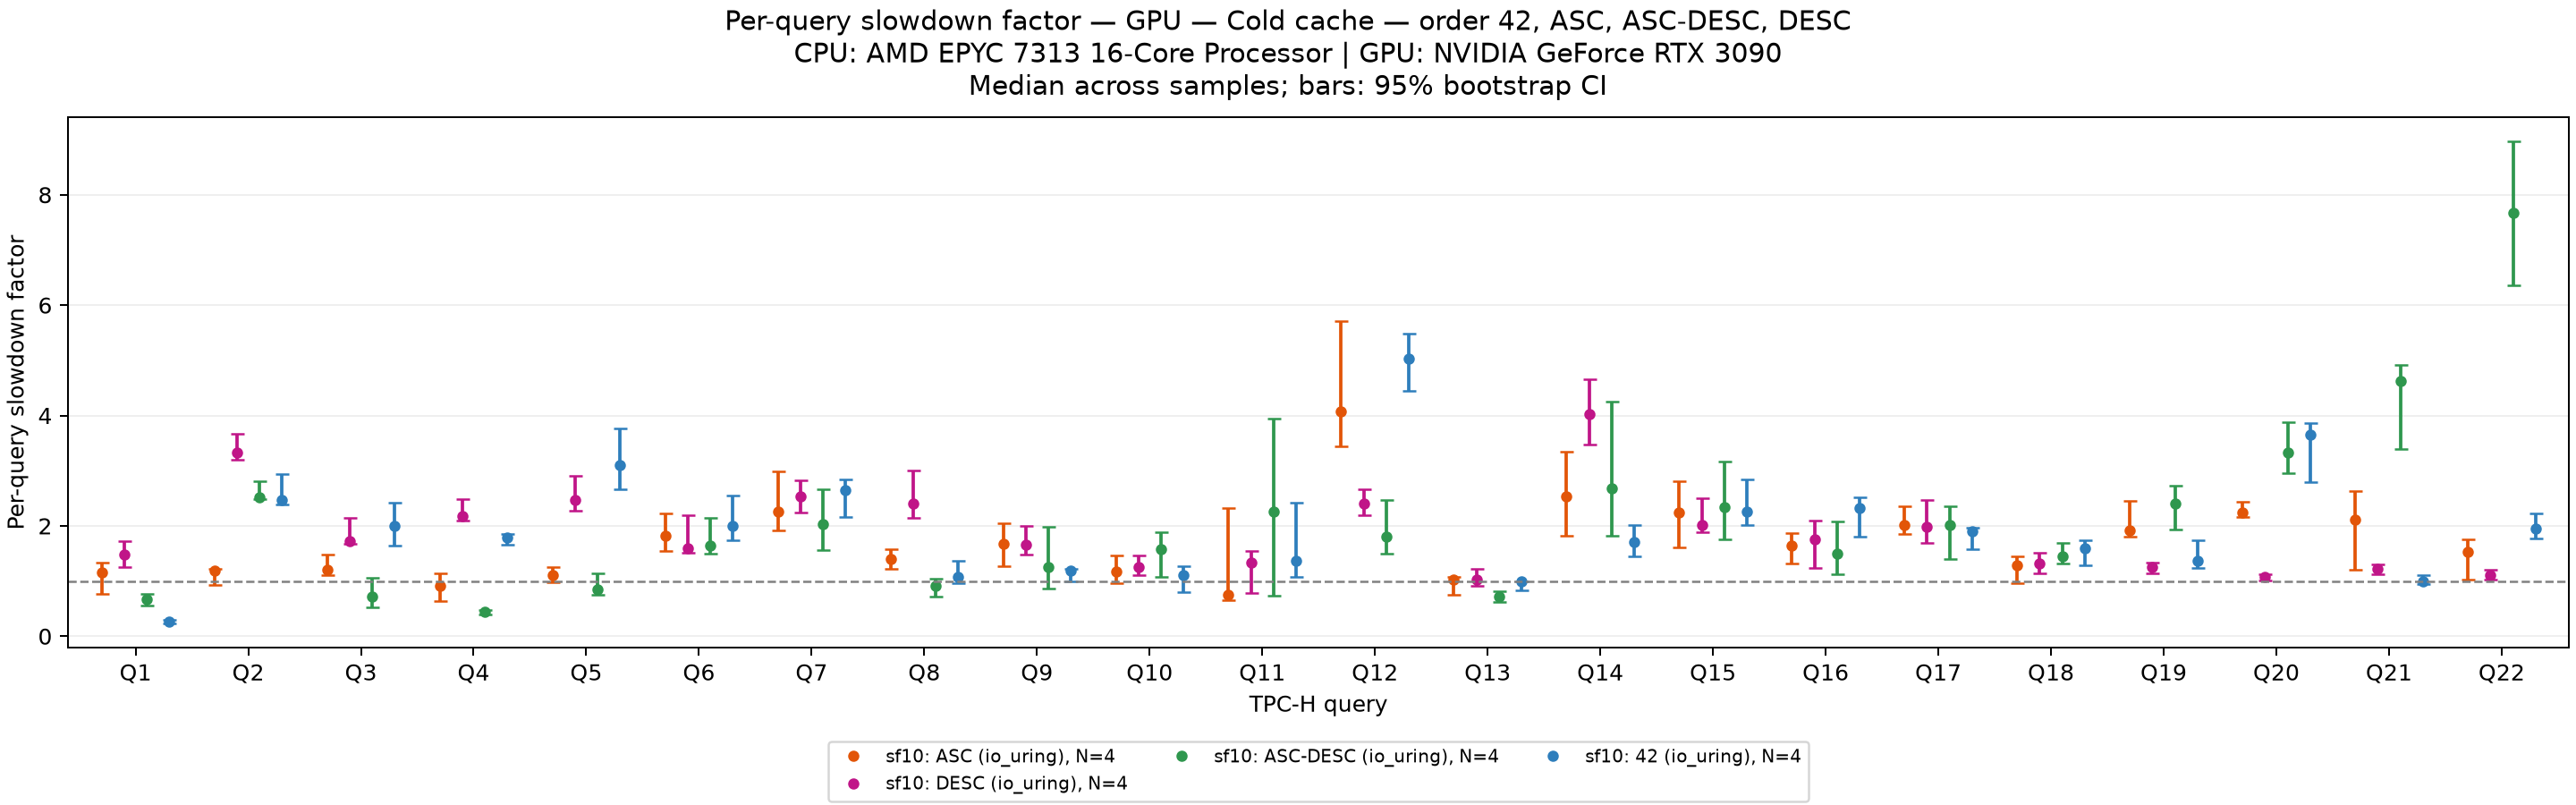 Per-query slowdown factor — GPU — Cold cache — order 42, ASC, ASC-DESC, DESC
CPU: AMD EPYC 7313 16-Core Processor | GPU: NVIDIA GeForce RTX 3090
Median across samples; bars: 95% bootstrap CI
Per-query slowdown factor
8
6
4
2
0
Q1 Q2 Q3 Q4 Q5 Q6 Q7 Q8 Q9 Q10 Q11 Q12 Q13 Q14 Q15 Q16 Q17 Q18 Q19 Q20 Q21 Q22
TPC-H query
sf10: ASC (io_uring), N=4 sf10: ASC-DESC (io_uring), N=4 sf10: 42 (io_uring), N=4
sf10: DESC (io_uring), N=4